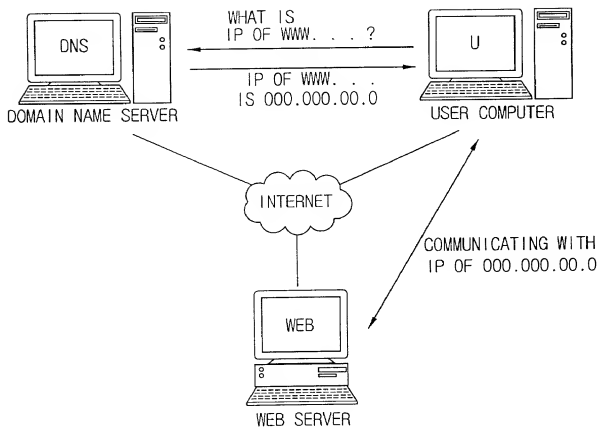 WHAT IS
IP OF WWW. . . ?
DNS
U
IP OF WWW. . .
IS 000.000.00.0
DOMAIN NAME SERVER
USER COMPUTER
INTERNET
COMMUNICATING WITH
IP OF 000.000.00.0
WEB
WEB SERVER